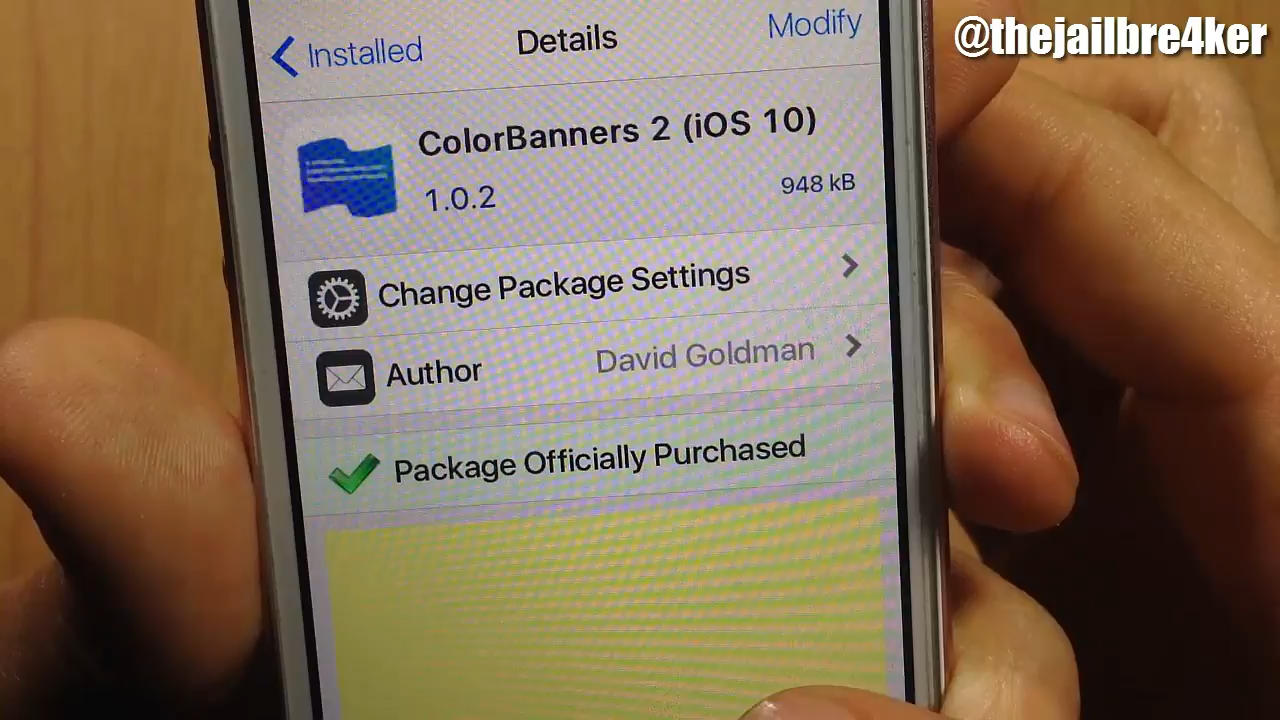 @thejailbre4ker
Installed
Details
Modify
ColorBanners 2 (iOS 10)
1.0.2
948 kB
Change Package Settings
Author
David Goldman
Package Officially Purchased